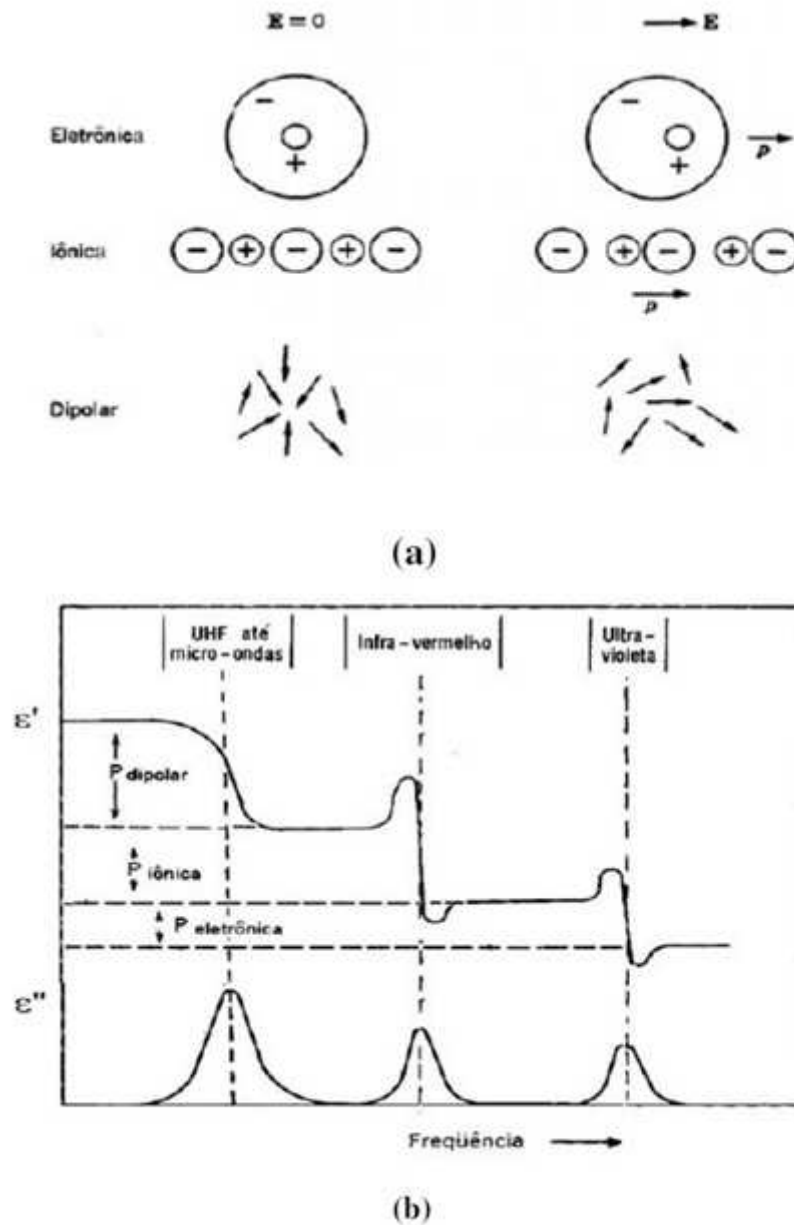 E = 0
E
Eletrônica
−
+
−
+
p
Iônica
− + − + −
− + − + −
p
Dipolar
(a)
UHF até
micro-ondas
Infra-vermelho
Ultra-
violeta
ε'
P dipolar
P iônica
P eletrônica
ε"
Freqüência
(b)